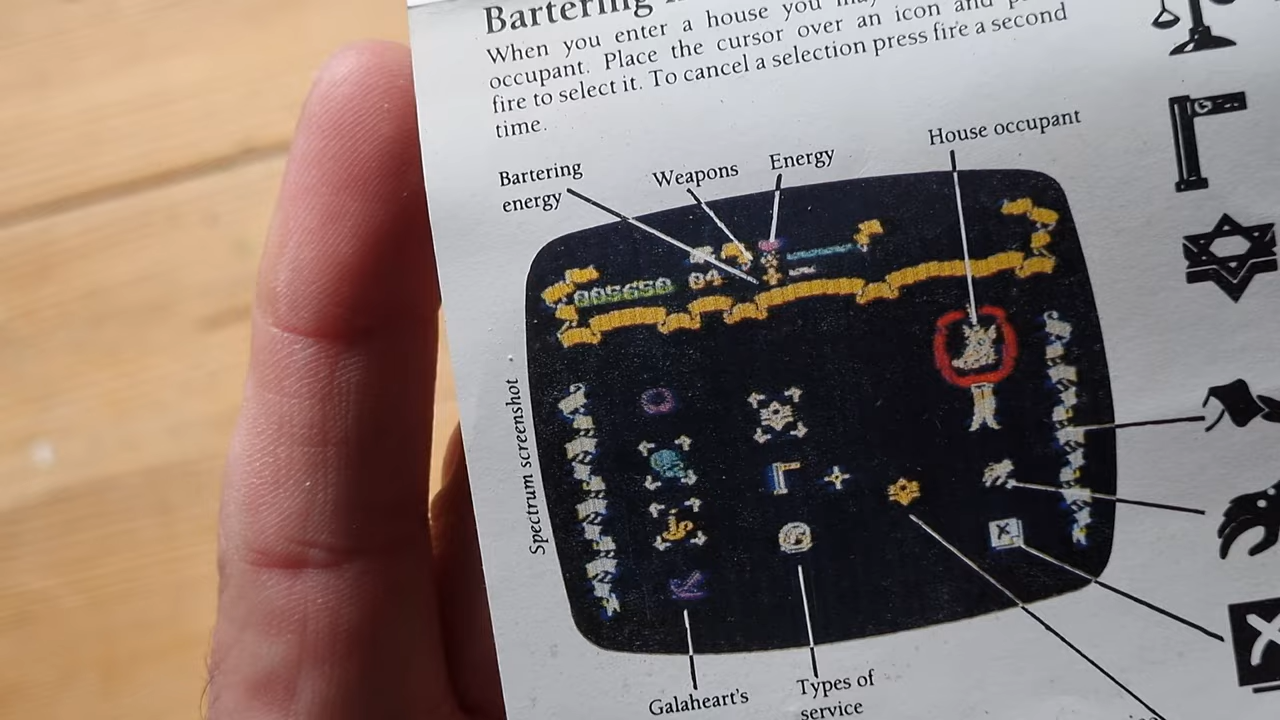 Bartering
When you enter a house you may
occupant. Place the cursor over an icon and
fire to select it. To cancel a selection press fire a second
time.
House occupant
Bartering
energy
Weapons
Energy
005650 04
Spectrum screenshot
Galaheart's
Types of
service